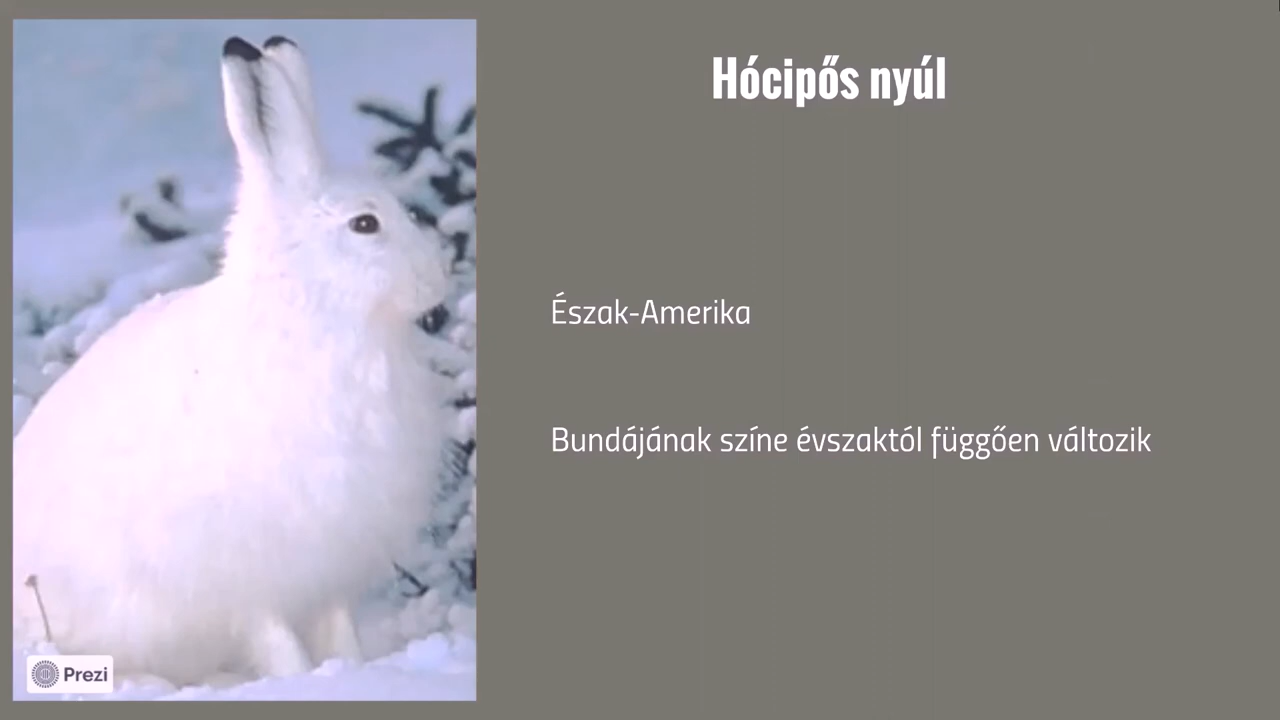 Hócipős nyúl
Észak-Amerika
Bundájának színe évszaktól függően változik
Prezi